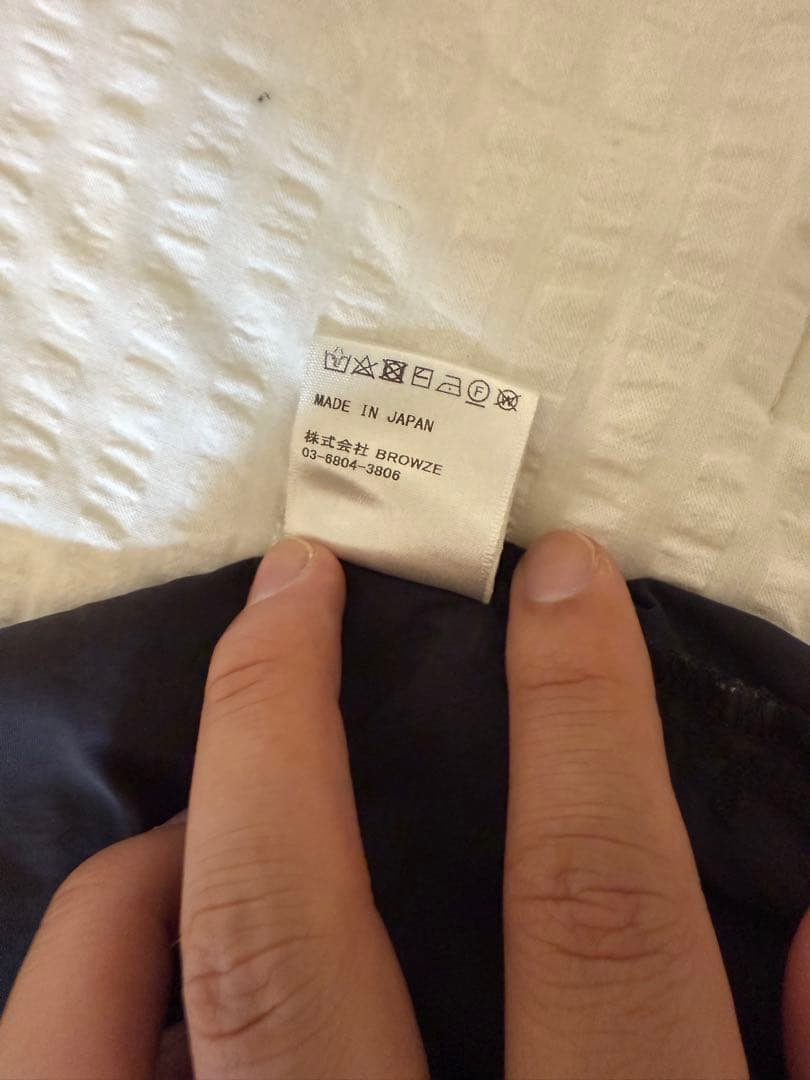 F W
MADE IN JAPAN
株式会社 BROWZE
03-6804-3806